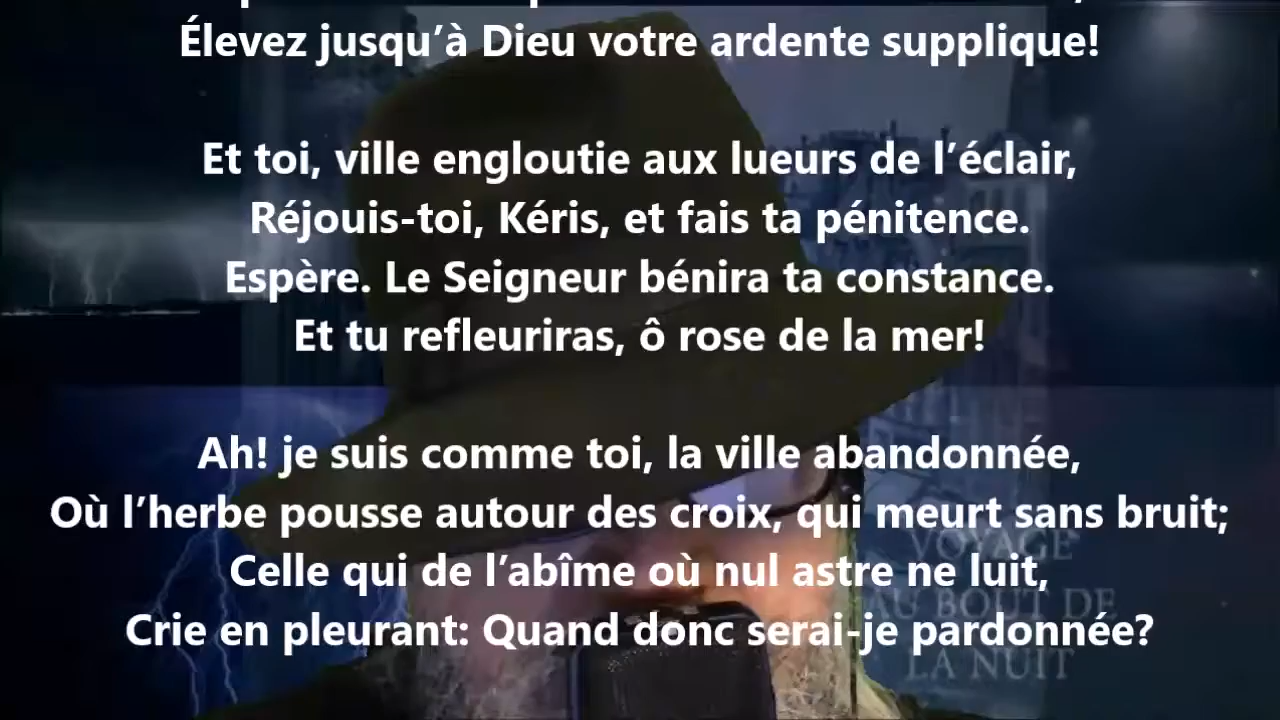 Élevez jusqu’à Dieu votre ardente supplique!
Et toi, ville engloutie aux lueurs de l’éclair,
Réjouis-toi, Kéris, et fais ta pénitence.
Espère. Le Seigneur bénira ta constance.
Et tu refleuriras, ô rose de la mer!
Ah! je suis comme toi, la ville abandonnée,
Où l’herbe pousse autour des croix, qui meurt sans bruit;
Celle qui de l’abîme où nul astre ne luit,
Crie en pleurant: Quand donc serai-je pardonnée?
VOYAGE
AU BOUT DE
LA NUIT